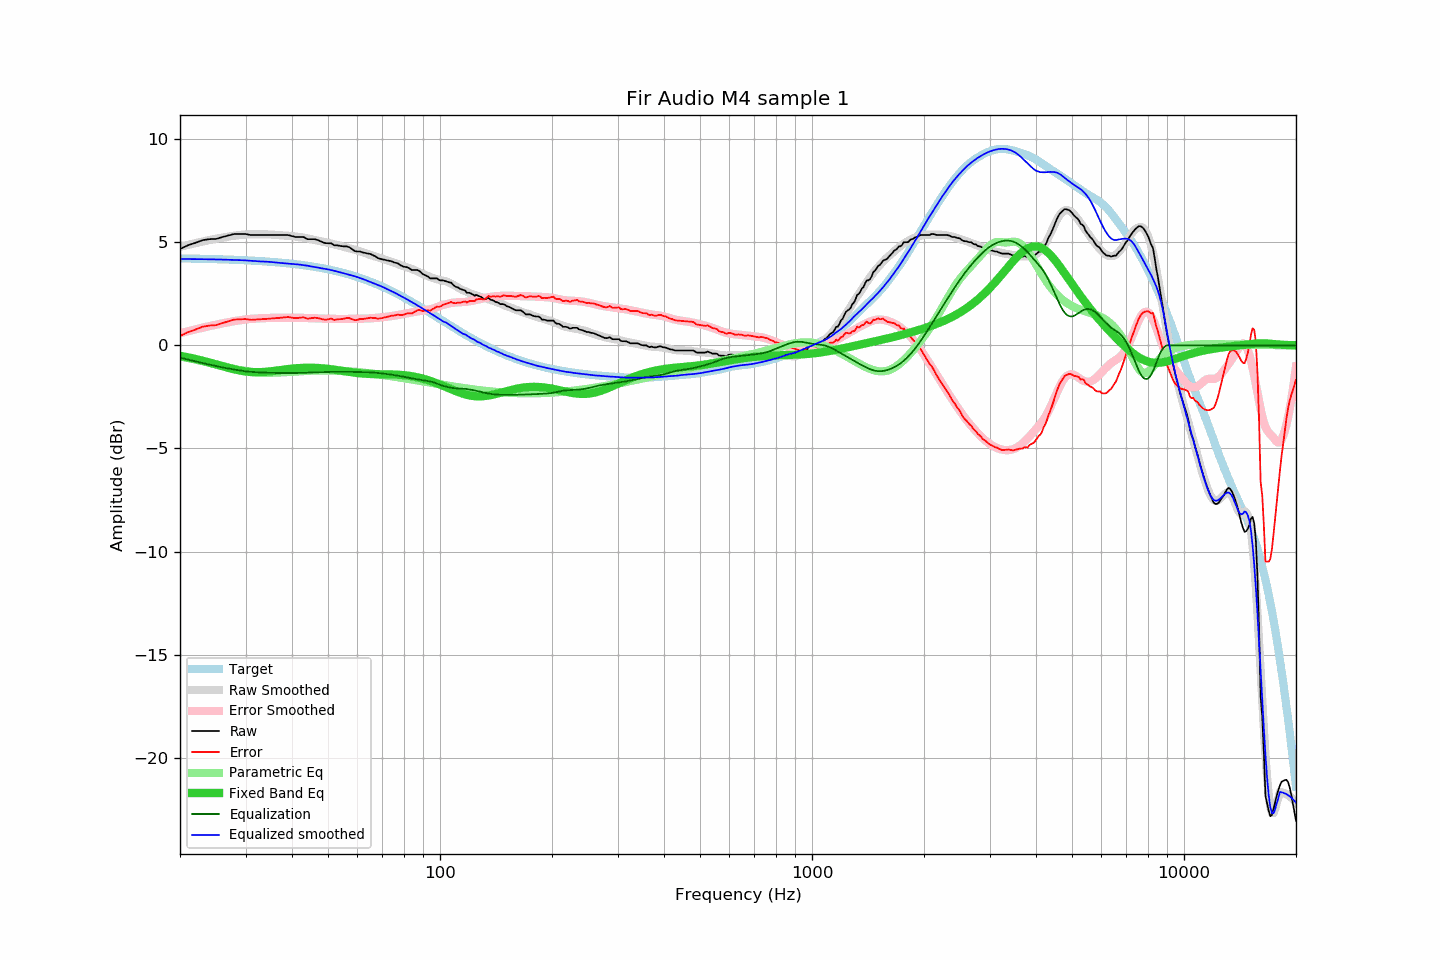 Fir Audio M4 sample 1
10
5
0
−5
−10
−15
−20
Amplitude (dBr)
Target
Raw Smoothed
Error Smoothed
Raw
Error
Parametric Eq
Fixed Band Eq
Equalization
Equalized smoothed
100
1000
10000
Frequency (Hz)